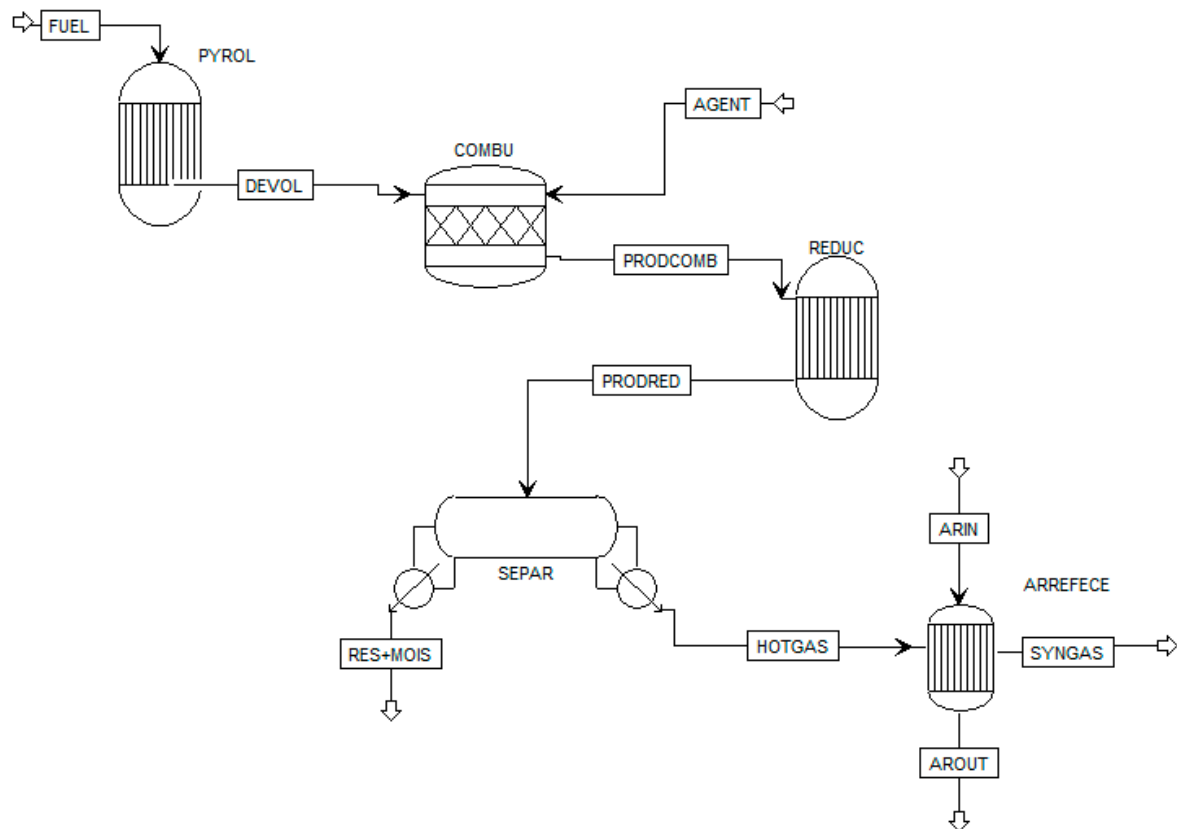 FUEL
PYROL
AGENT
COMBU
DEVOL
REDUC
PRODCOMB
PRODRED
ARIN
SEPAR
ARREFECE
RES+MOIS
HOTGAS
SYNGAS
AROUT